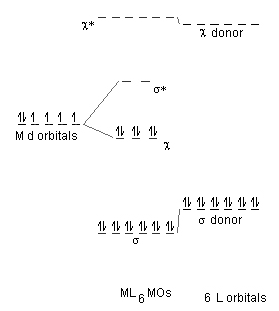 χ*
χ donor
σ*
M d orbitals
χ
σ donor
σ
ML6 MOs
6 L orbitals